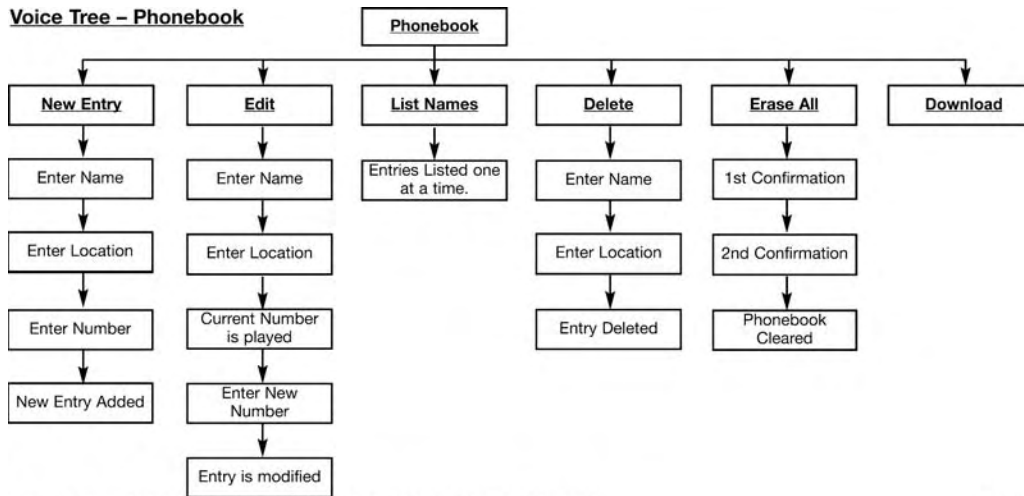 Voice Tree – Phonebook
Phonebook
New Entry
Edit
List Names
Delete
Erase All
Download
Enter Name
Enter Name
Entries Listed one
at a time.
Enter Name
1st Confirmation
Enter Location
Enter Location
Enter Location
2nd Confirmation
Enter Number
Current Number
is played
Entry Deleted
Phonebook
Cleared
New Entry Added
Enter New
Number
Entry is modified